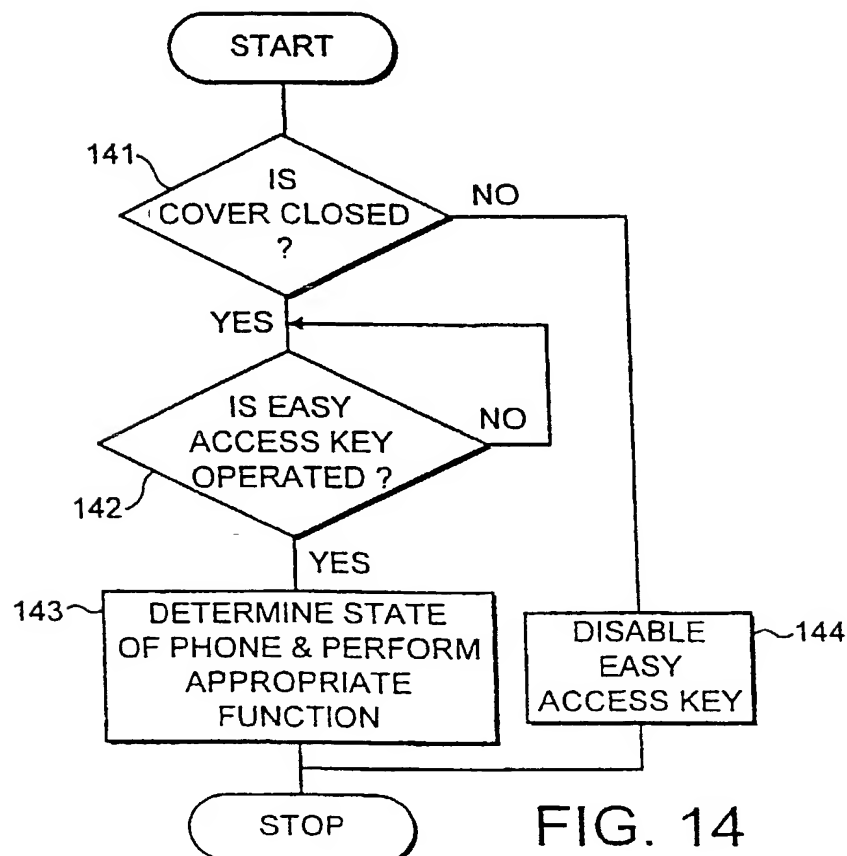 START
141
IS
COVER CLOSED
?
NO
YES
IS EASY
ACCESS KEY
OPERATED ?
NO
142
YES
143
DETERMINE STATE
OF PHONE & PERFORM
APPROPRIATE
FUNCTION
DISABLE
EASY
ACCESS KEY
144
STOP
FIG. 14